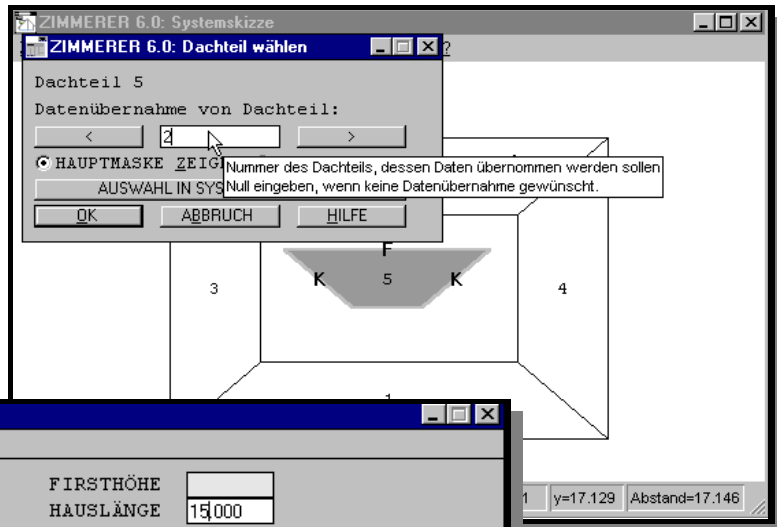 ZIMMERER 6.0: Systemskizze
ZIMMERER 6.0: Dachteil wählen
?
Dachteil 5
Datenübernahme von Dachteil:
< 2 >
HAUPTMASKE ZEIG
Nummer des Dachteils, dessen Daten übernommen werden sollen
Null eingeben, wenn keine Datenübernahme gewünscht.
AUSWAHL IN SYS
OK ABBRUCH HILFE
F
K 5 K
3 4
1
FIRSTHÖHE
HAUSLÄNGE 15,000
1 y=17.129 Abstand=17.146